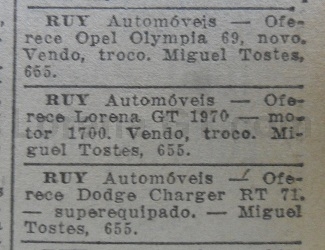 RUY Automóveis — Ofe-
rece Opel Olympia 69, novo.
Vendo, troco. Miguel Tostes,
655.
RUY Automóveis — Ofe-
rece Lorena GT 1970 — mo-
tor 1700. Vendo, troco. Mi-
guel Tostes, 655.
RUY Automóveis — Ofe-
rece Dodge Charger RT 71.
— superequipado. — Miguel
Tostes, 655.